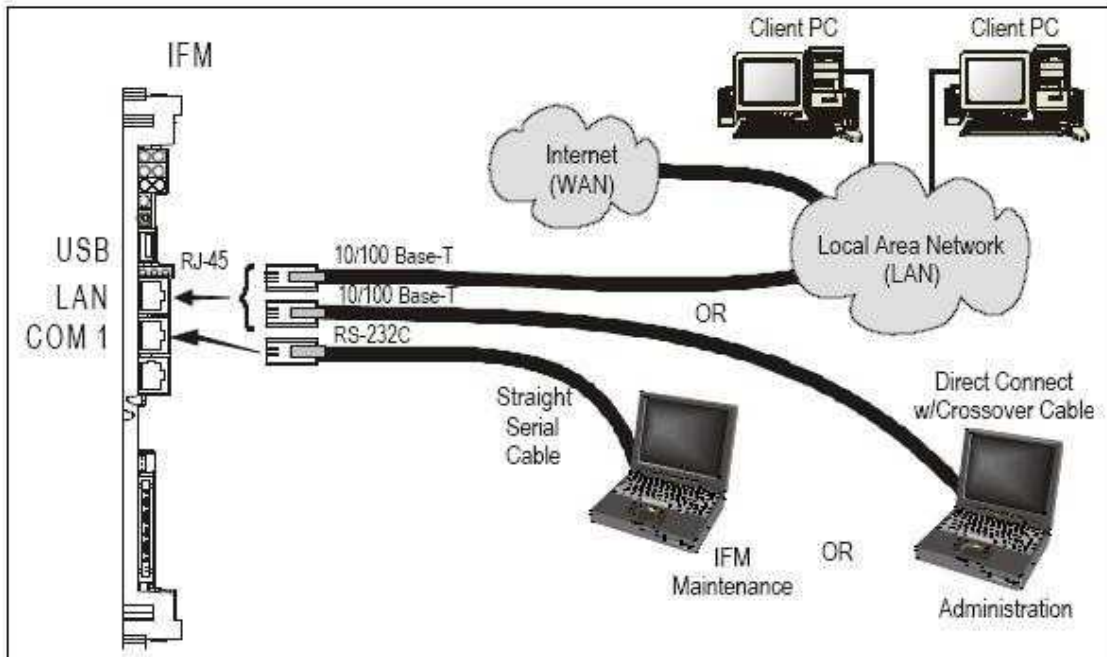 IFM
Client PC
Client PC
Internet
(WAN)
Local Area Network
(LAN)
USB
RJ-45
10/100 Base-T
LAN
10/100 Base-T
OR
COM 1
RS-232C
Straight
Serial
Cable
Direct Connect
w/Crossover Cable
IFM
Maintenance
OR
Administration